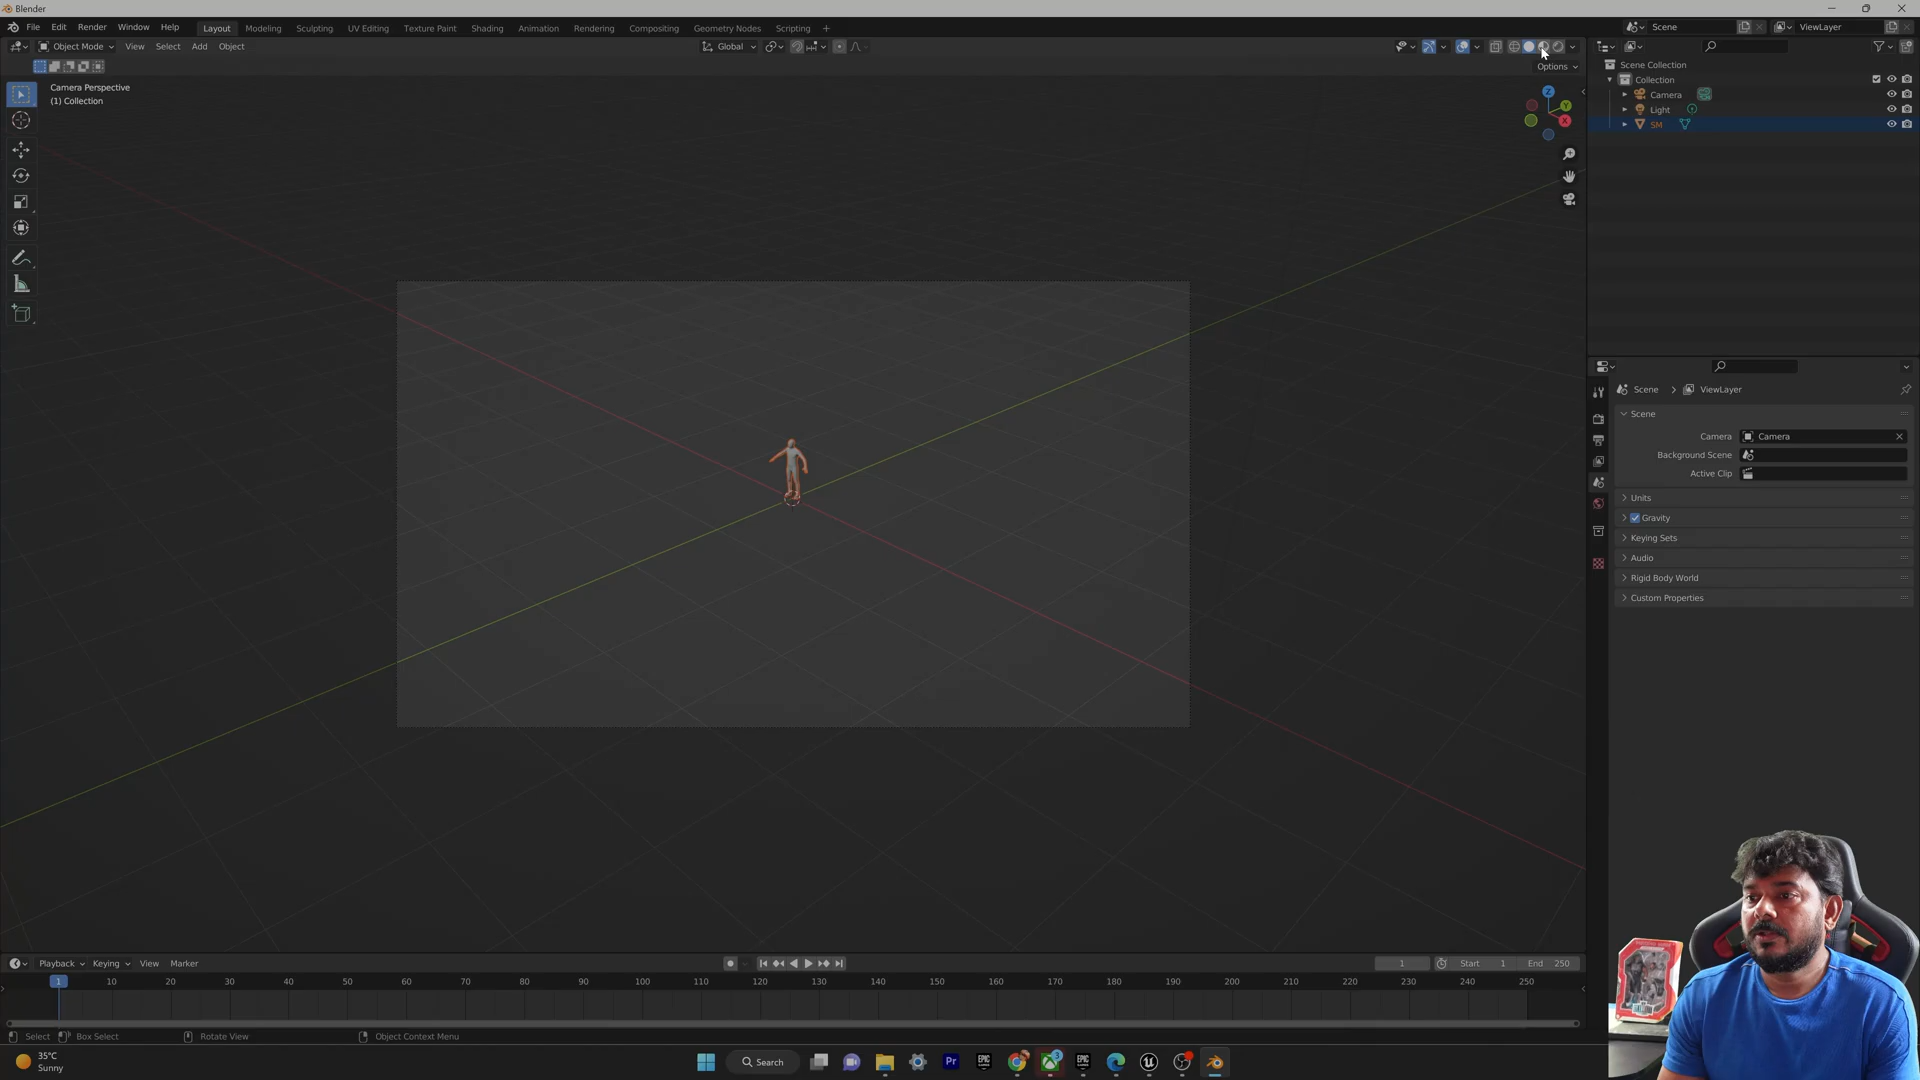 Blender
File Edit Render Window Help Layout Modeling Sculpting UV Editing Texture Paint Shading Animation Rendering Compositing Geometry Nodes Scripting + Scene ViewLayer
Object Mode View Select Add Object Global
Options
Camera Perspective
(1) Collection
Z
Y
X
Scene Collection
Collection
Camera
Light
SM
Scene > ViewLayer
Scene
Camera Camera
Background Scene
Active Clip
Units
Gravity
Keying Sets
Audio
Rigid Body World
Custom Properties
Playback Keying View Marker 1 Start 1 End 250
1 10 20 30 40 50 60 70 80 90 100 110 120 130 140 150 160 170 180 190 200 210 220 230 240 250
Select Box Select Rotate View Object Context Menu
35°C
Sunny
Search
Pr
EPIC
3
EPIC